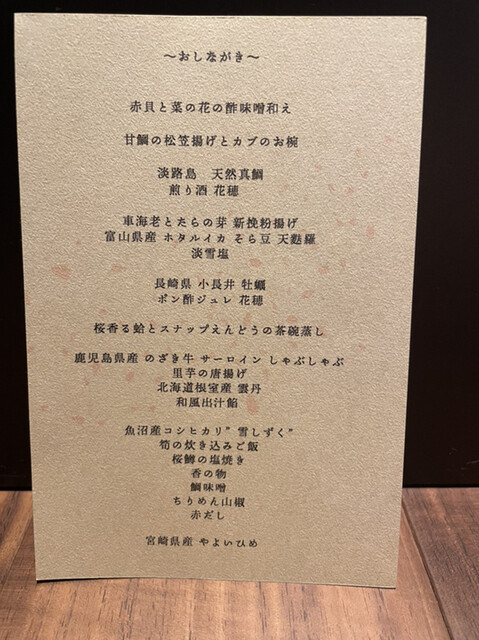 ～おしながき～
赤貝と菜の花の酢味噌和え
甘鯛の松笠揚げとカブのお椀
淡路島 天然真鯛
煎り酒 花穂
車海老とたらの芽 新挽粉揚げ
富山県産 ホタルイカ そら豆 天麩羅
淡雪塩
長崎県 小長井 牡蠣
ポン酢ジュレ 花穂
桜香る蛤とスナップえんどうの茶碗蒸し
鹿児島県産 のざき牛 サーロイン しゃぶしゃぶ
里芋の唐揚げ
北海道根室産 雲丹
和風出汁餡
魚沼産コシヒカリ”雪しずく”
筍の炊き込みご飯
桜鱒の塩焼き
香の物
鯛味噌
ちりめん山椒
赤だし
宮崎県産 やよいひめ